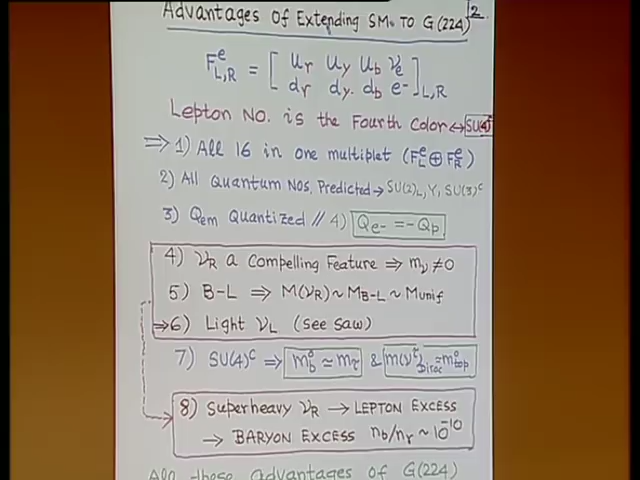 Advantages Of Extending SM. TO G(224) 2
F^e_{L,R} = [ u_r u_y u_b ν_e
d_r d_y. d_b e^- ]_{L,R}
Lepton NO. is the Fourth Color ↔ SU(4)^c
⟹ 1) All 16 in one multiplet (F_L^e ⊕ F_R^e)
2) All Quantum Nos. Predicted → SU(2)_L, Y, SU(3)^c
3) Q_em Quantized // 4) Q_{e^-} = -Q_p
4) ν_R a Compelling Feature ⇒ m_ν ≠ 0
5) B-L ⟹ M(ν_R) ~ M_{B-L} ~ M_unif
⇒ 6) Light ν_L (See Saw)
7) SU(4)^c ⟹ m_b^o ≃ m_τ & m(ν^τ)_Dirac ≃ m^o_top
8) Superheavy ν_R → LEPTON EXCESS
→ BARYON EXCESS n_b/n_γ ~ 10^{-10}
All these Advantages of G(224)